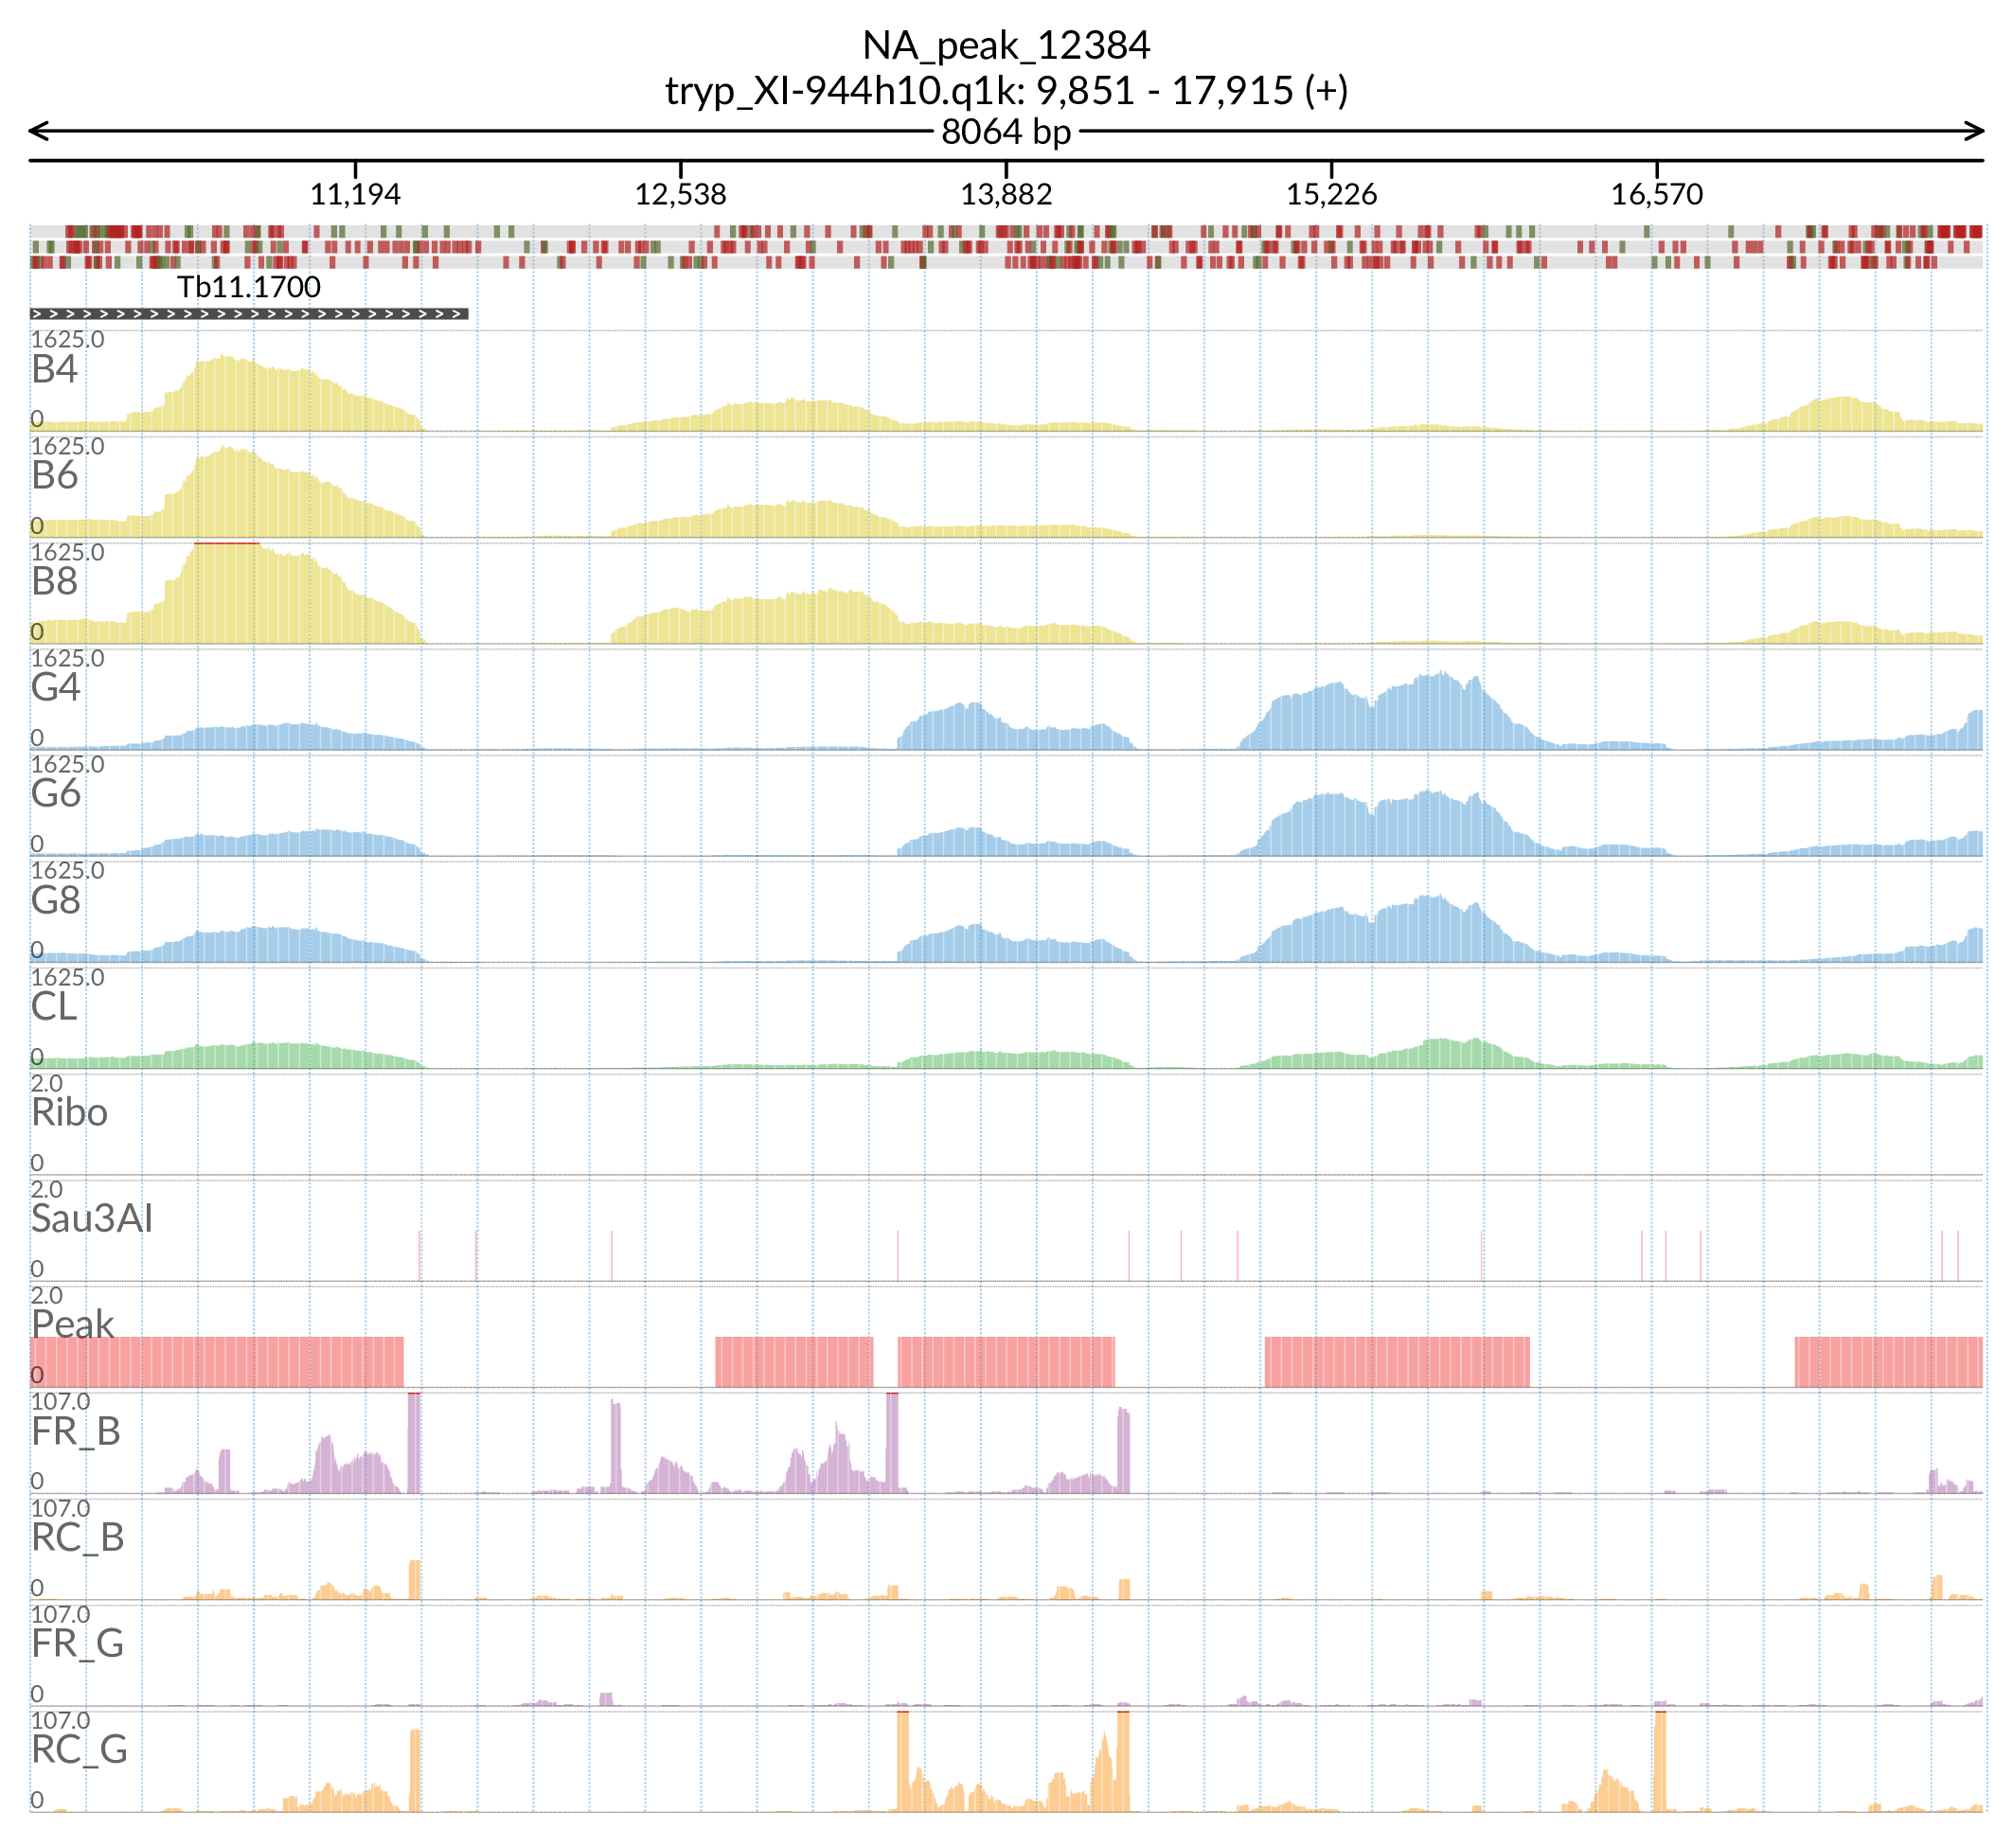 NA_peak_12384
tryp_XI-944h10.q1k: 9,851 - 17,915 (+)
8064 bp
11,194 12,538 13,882 15,226 16,570
Tb11.1700
1625.0
B4
0
1625.0
B6
0
1625.0
B8
0
1625.0
G4
0
1625.0
G6
0
1625.0
G8
0
1625.0
CL
0
2.0
Ribo
0
2.0
Sau3AI
0
2.0
Peak
0
107.0
FR_B
0
107.0
RC_B
0
107.0
FR_G
0
107.0
RC_G
0